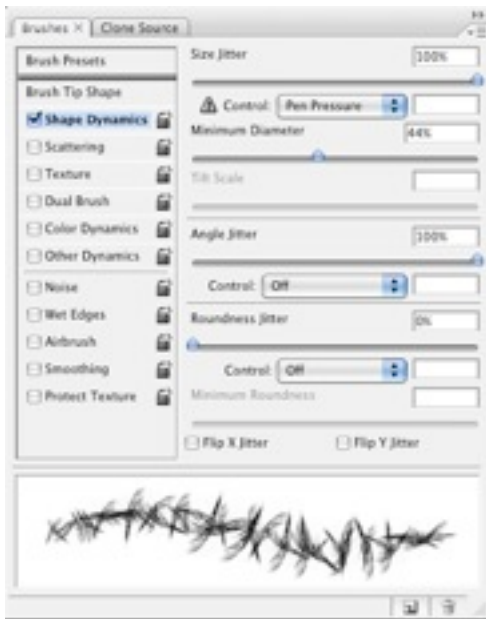 Brushes × Clone Source
Brush Presets
Brush Tip Shape
Shape Dynamics
Scattering
Texture
Dual Brush
Color Dynamics
Other Dynamics
Noise
Wet Edges
Airbrush
Smoothing
Protect Texture
Size Jitter 100%
Control: Pen Pressure
Minimum Diameter 44%
Tilt Scale
Angle Jitter 100%
Control: Off
Roundness Jitter 0%
Control: Off
Minimum Roundness
Flip X Jitter Flip Y Jitter